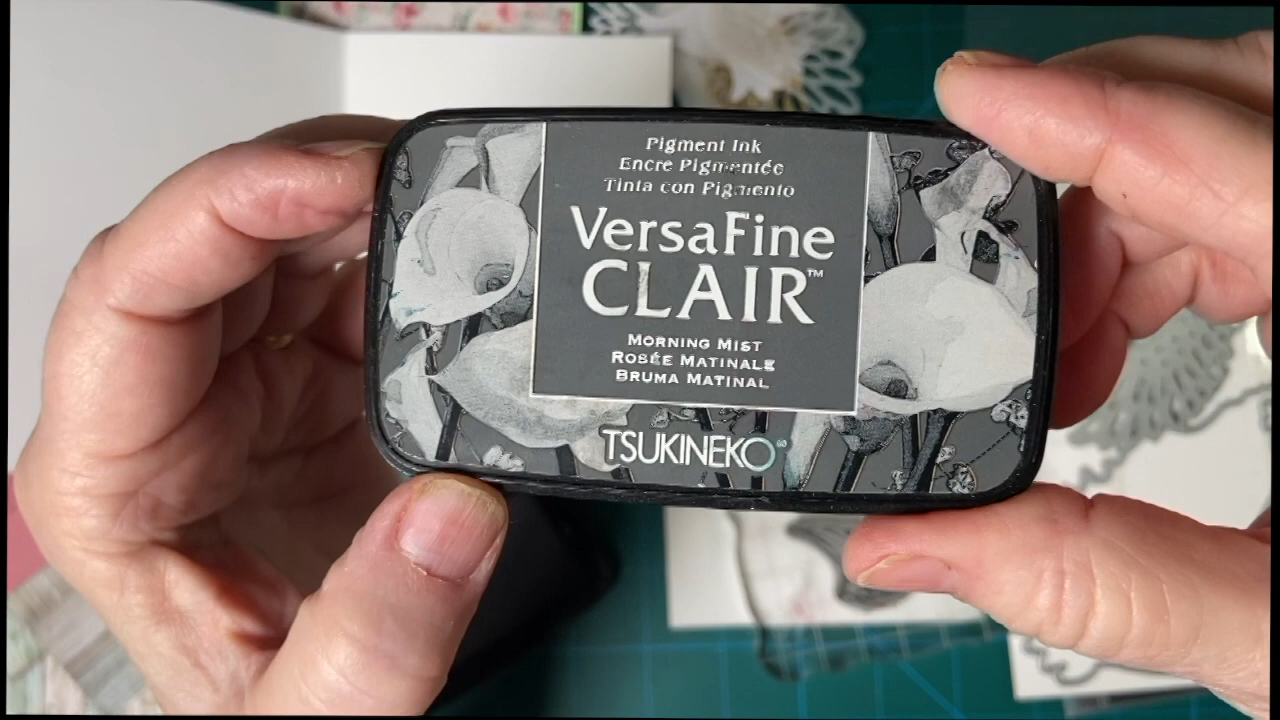 Pigment Ink
Encre Pigmentée
Tinta con Pigmento
VersaFine
CLAIR™
Morning Mist
Rosée Matinale
Bruma Matinal
TSUKINEKO®